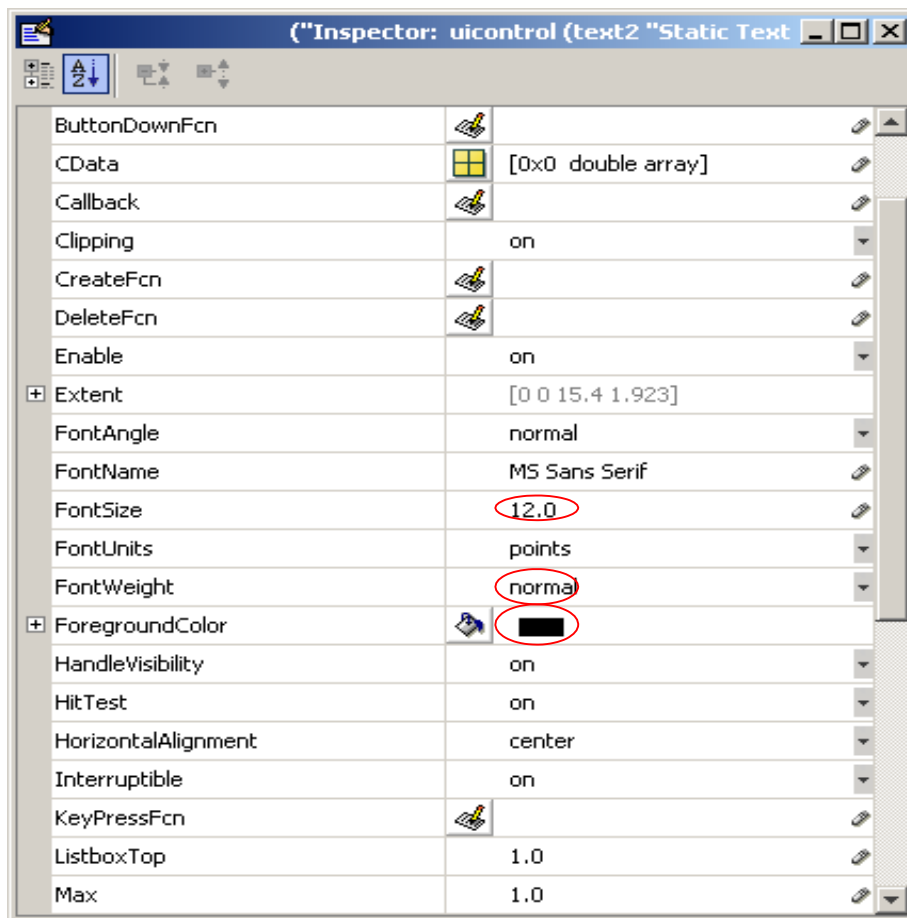 ("Inspector: uicontrol (text2 "Static Text
ButtonDownFcn
CData [0x0 double array]
Callback
Clipping on
CreateFcn
DeleteFcn
Enable on
Extent [0 0 15.4 1.923]
FontAngle normal
FontName MS Sans Serif
FontSize 12.0
FontUnits points
FontWeight normal
ForegroundColor
HandleVisibility on
HitTest on
HorizontalAlignment center
Interruptible on
KeyPressFcn
ListboxTop 1.0
Max 1.0